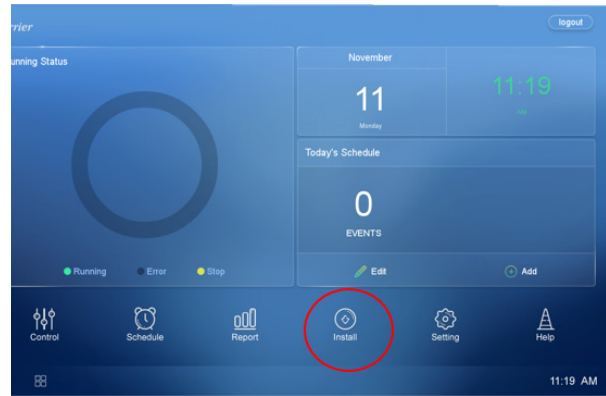 rrier
logout
unning Status
November
11
Monday
11:19
AM
Today's Schedule
0
EVENTS
Running
Error
Stop
Edit
Add
Control
Schedule
Report
Install
Setting
Help
11:19 AM